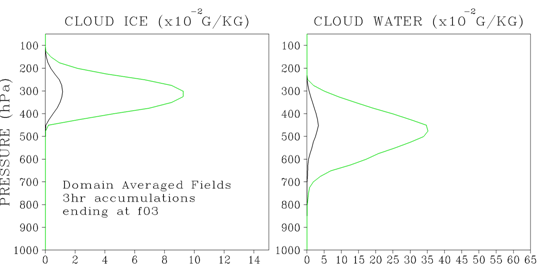 CLOUD ICE (x10⁻² G/KG)
CLOUD WATER (x10⁻² G/KG)
PRESSURE (hPa)
100
200
300
400
500
600
700
800
900
1000
Domain Averaged Fields
3hr accumulations
ending at f03
0 2 4 6 8 10 12 14
100
200
300
400
500
600
700
800
900
1000
0 5 10 15 20 25 30 35 40 45 50 55 60 65